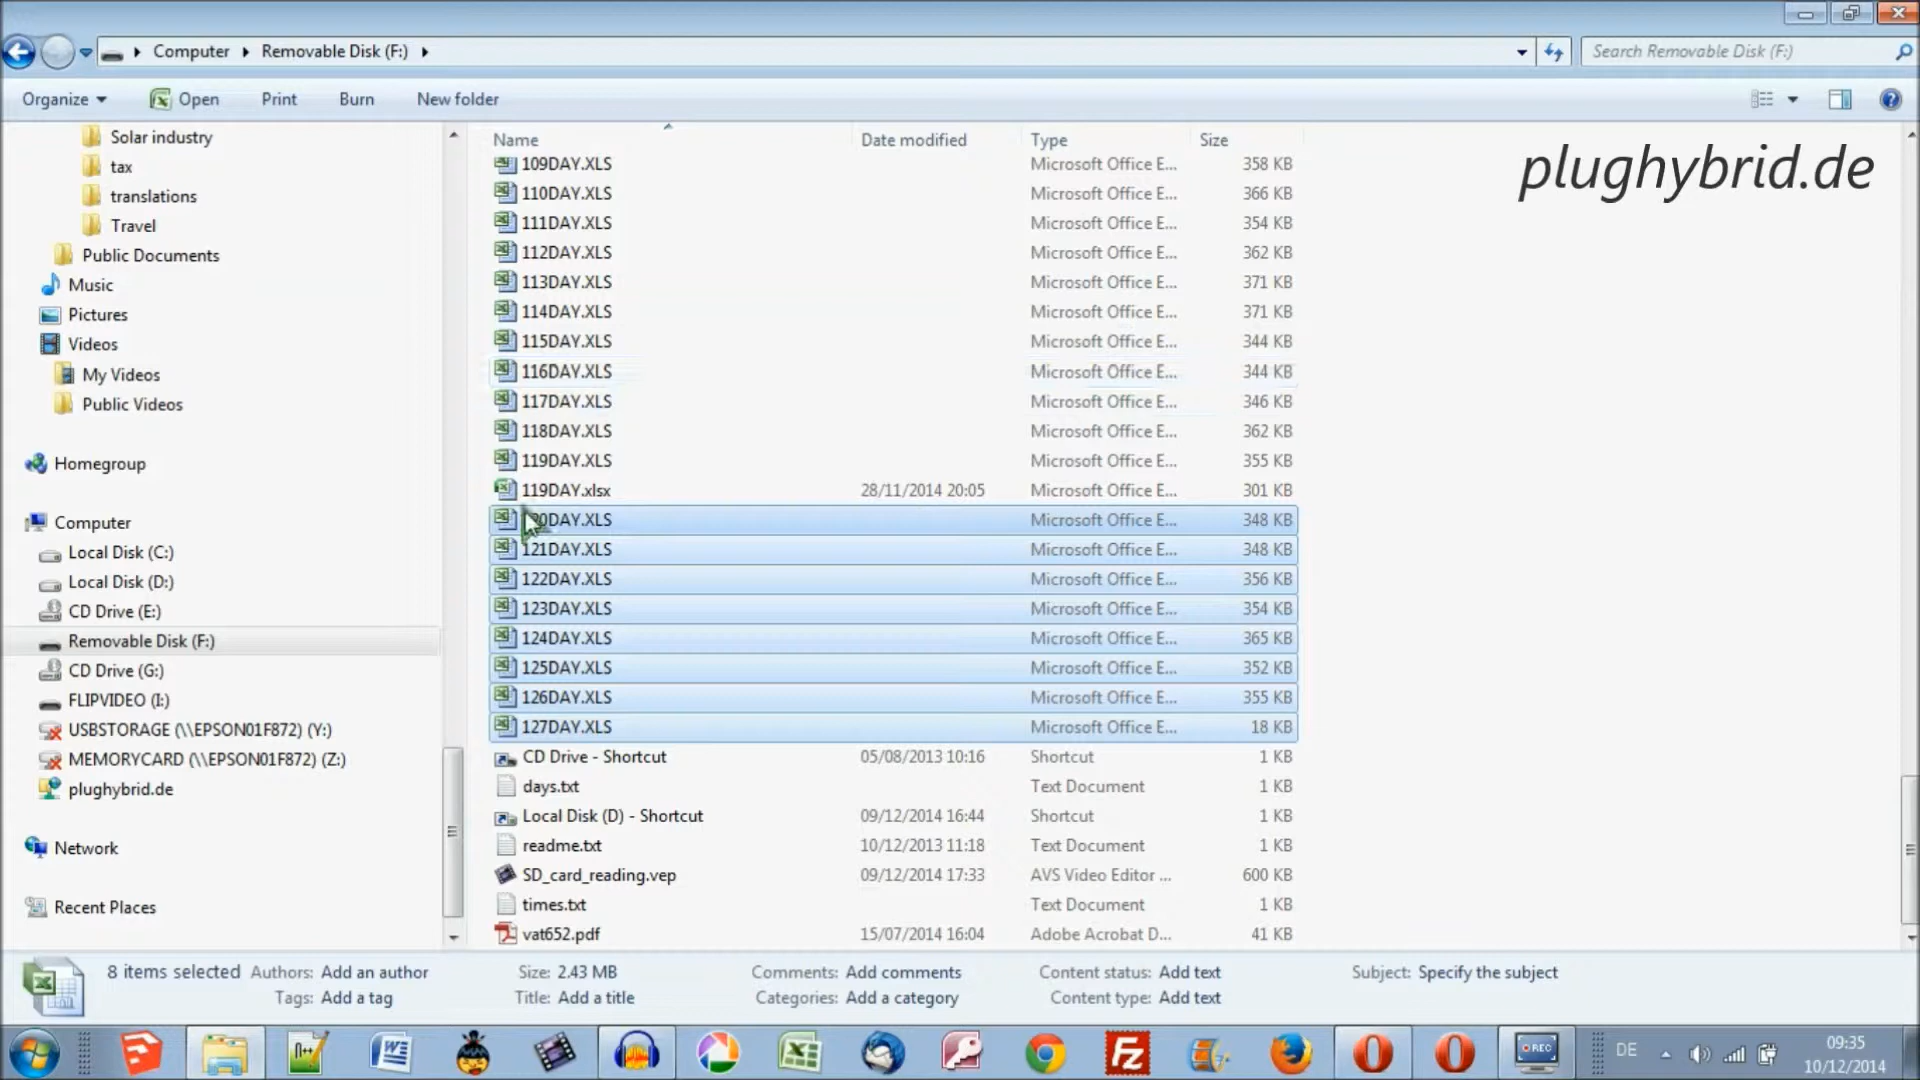 Computer Removable Disk (F:)
Search Removable Disk (F:)
Organize Open Print Burn New folder
Name Date modified Type Size
plughybrid.de
Solar industry
tax
translations
Travel
Public Documents
Music
Pictures
Videos
My Videos
Public Videos
Homegroup
Computer
Local Disk (C:)
Local Disk (D:)
CD Drive (E:)
Removable Disk (F:)
CD Drive (G:)
FLIPVIDEO (I:)
USBSTORAGE (\\EPSON01F872) (Y:)
MEMORYCARD (\\EPSON01F872) (Z:)
plughybrid.de
Network
Recent Places
109DAY.XLS Microsoft Office E... 358 KB
110DAY.XLS Microsoft Office E... 366 KB
111DAY.XLS Microsoft Office E... 354 KB
112DAY.XLS Microsoft Office E... 362 KB
113DAY.XLS Microsoft Office E... 371 KB
114DAY.XLS Microsoft Office E... 371 KB
115DAY.XLS Microsoft Office E... 344 KB
116DAY.XLS Microsoft Office E... 344 KB
117DAY.XLS Microsoft Office E... 346 KB
118DAY.XLS Microsoft Office E... 362 KB
119DAY.XLS Microsoft Office E... 355 KB
119DAY.xlsx 28/11/2014 20:05 301 KB
Microsoft Office E... 348 KB
121DAY.XLS Microsoft Office E... 348 KB
122DAY.XLS Microsoft Office E... 356 KB
123DAY.XLS Microsoft Office E... 354 KB
124DAY.XLS Microsoft Office E... 365 KB
125DAY.XLS Microsoft Office E... 352 KB
126DAY.XLS Microsoft Office E... 355 KB
127DAY.XLS Microsoft Office E... 18 KB
CD Drive - Shortcut 05/08/2013 10:16 Shortcut 1 KB
days.txt Text Document 1 KB
Local Disk (D) - Shortcut 09/12/2014 16:44 Shortcut 1 KB
readme.txt 10/12/2013 11:18 Text Document 1 KB
SD_card_reading.vep 09/12/2014 17:33 AVS Video Editor ... 600 KB
times.txt Text Document 1 KB
vat652.pdf 15/07/2014 16:04 Adobe Acrobat D... 41 KB
8 items selected Authors: Add an author Size: 2.43 MB Comments: Add comments Content status: Add text Subject: Specify the subject
Tags: Add a tag Title: Add a title Categories: Add a category Content type: Add text
DE 09:35
10/12/2014